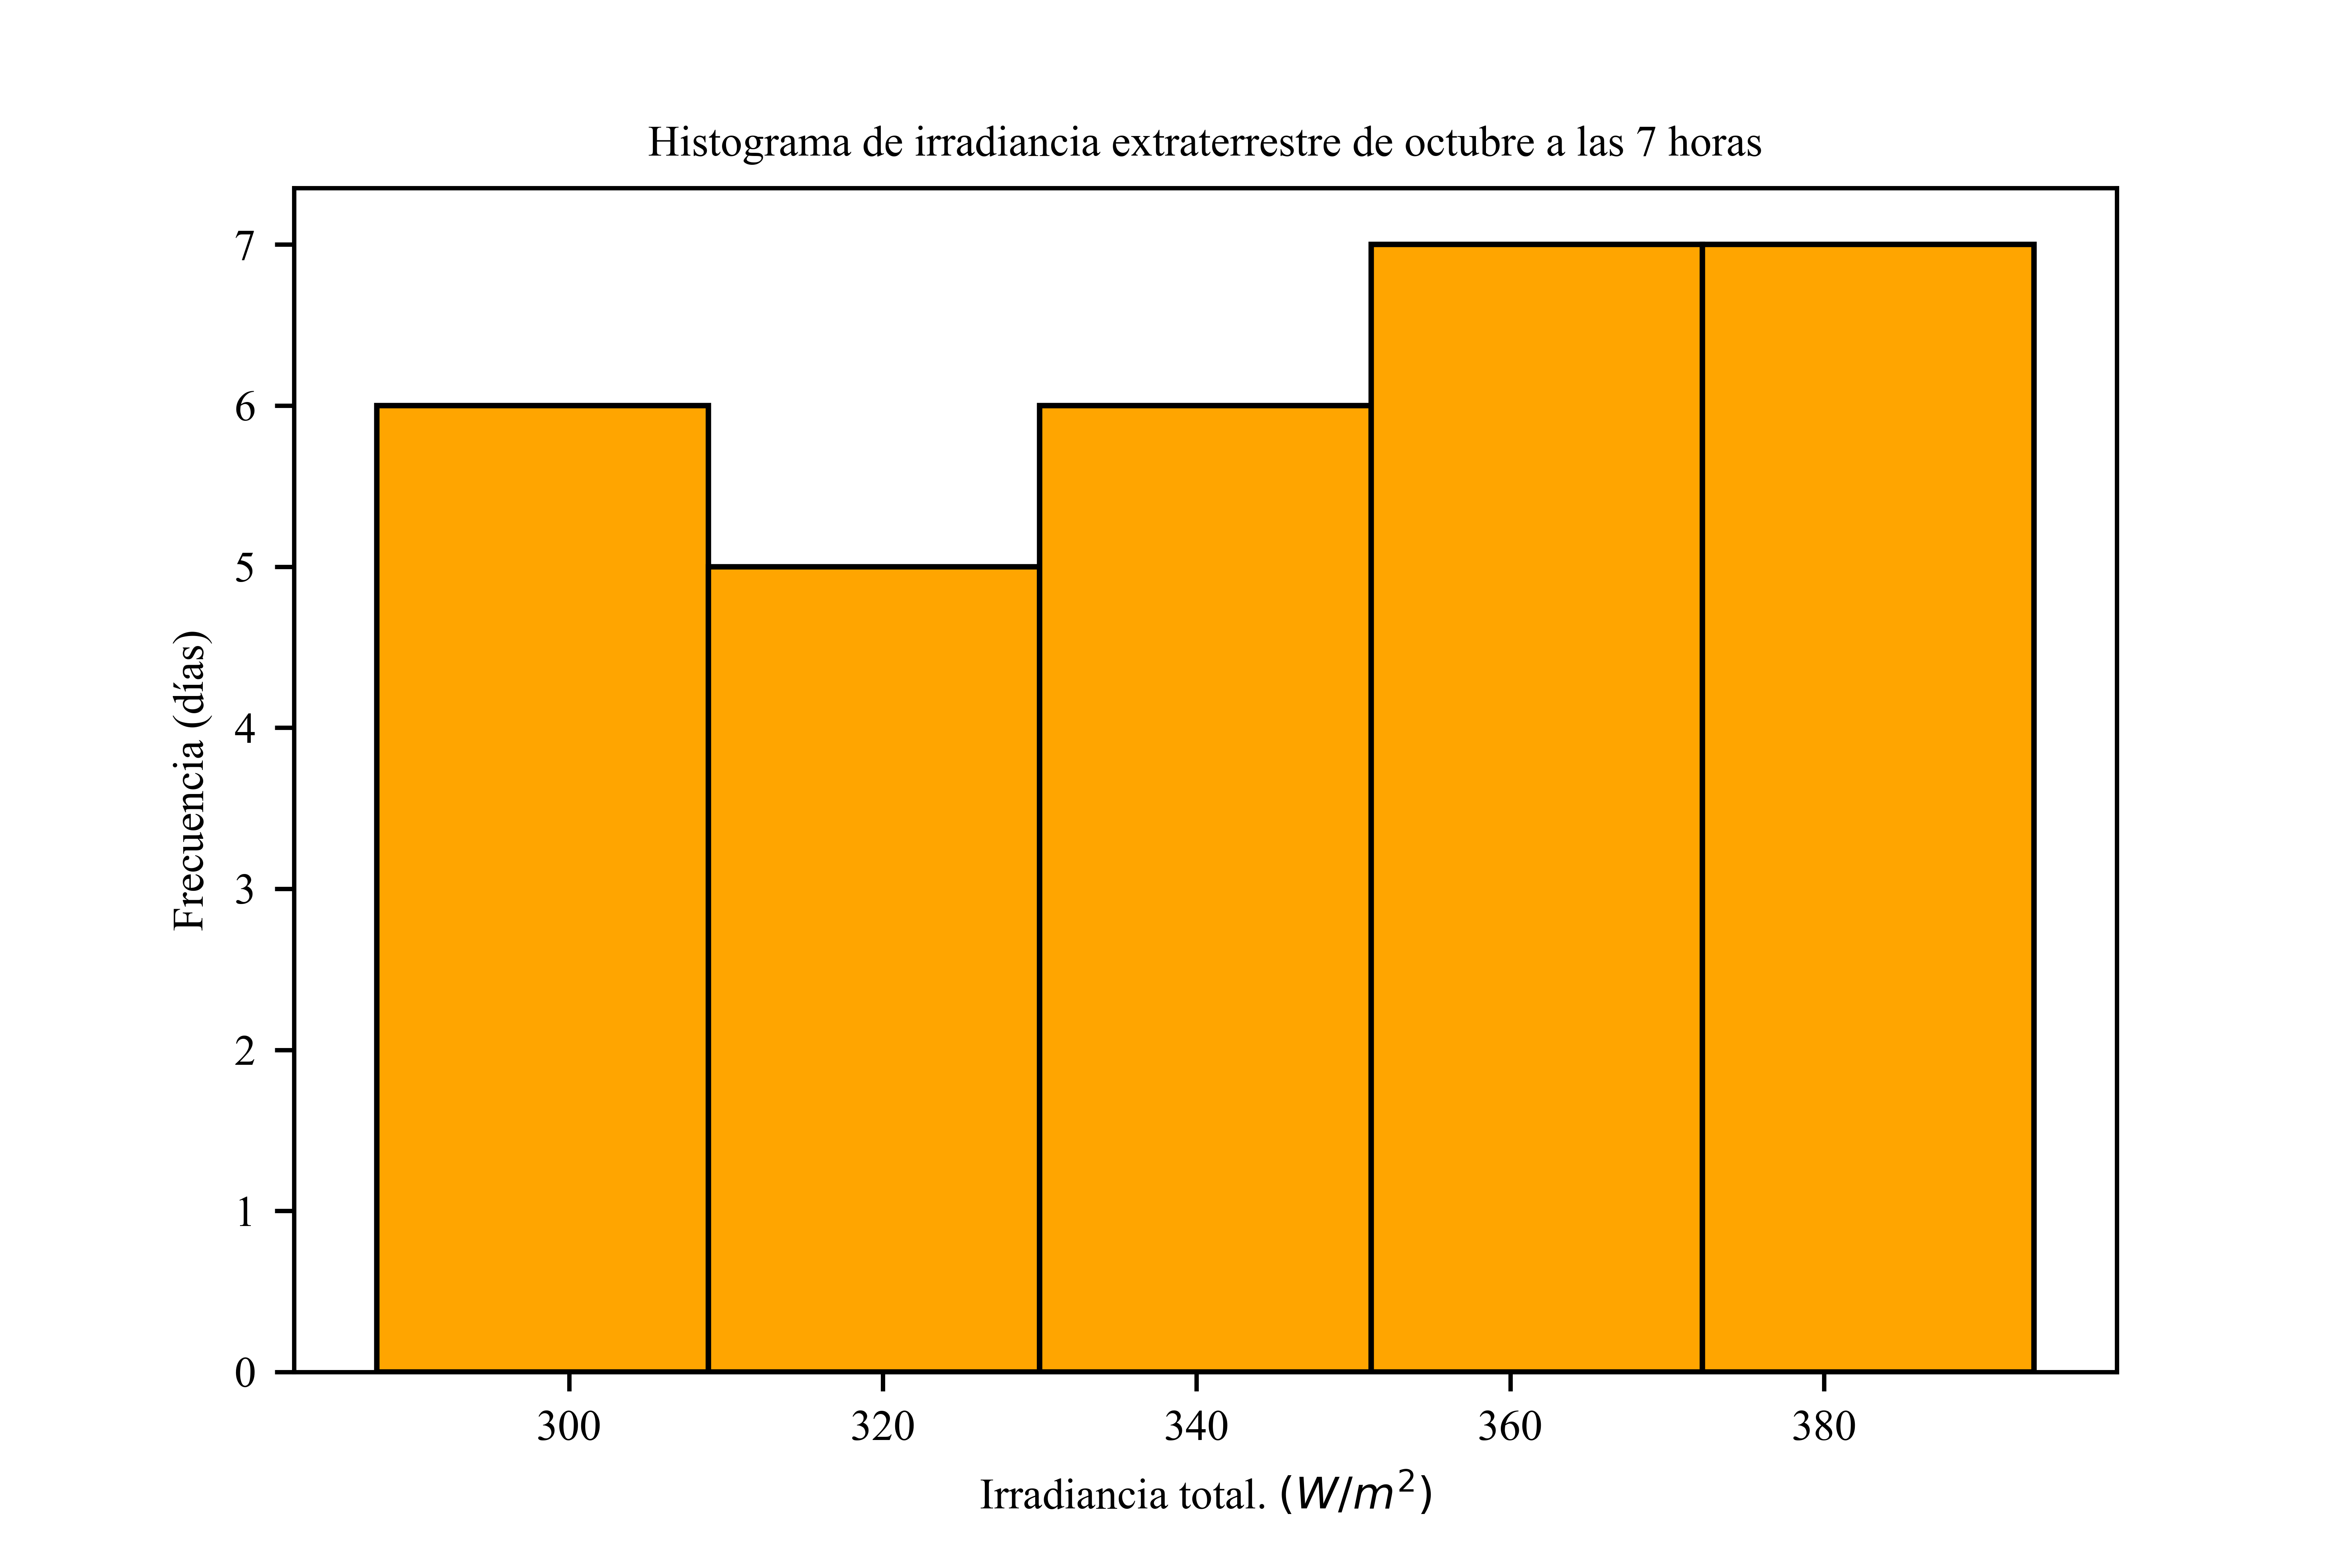 Histograma de irradiancia extraterrestre de octubre a las 7 horas
7
6
5
4
3
2
1
0
Frecuencia (días)
300 320 340 360 380
Irradiancia total. (W/m²)